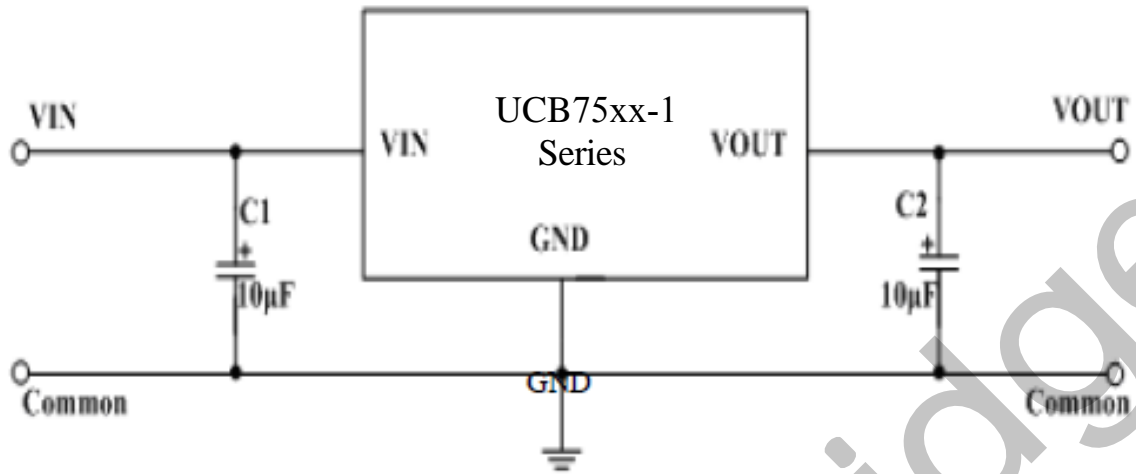 UCB75xx-1
Series
VIN
VIN
VOUT
VOUT
C1
+
10μF
GND
C2
+
10μF
GND
Common
Common